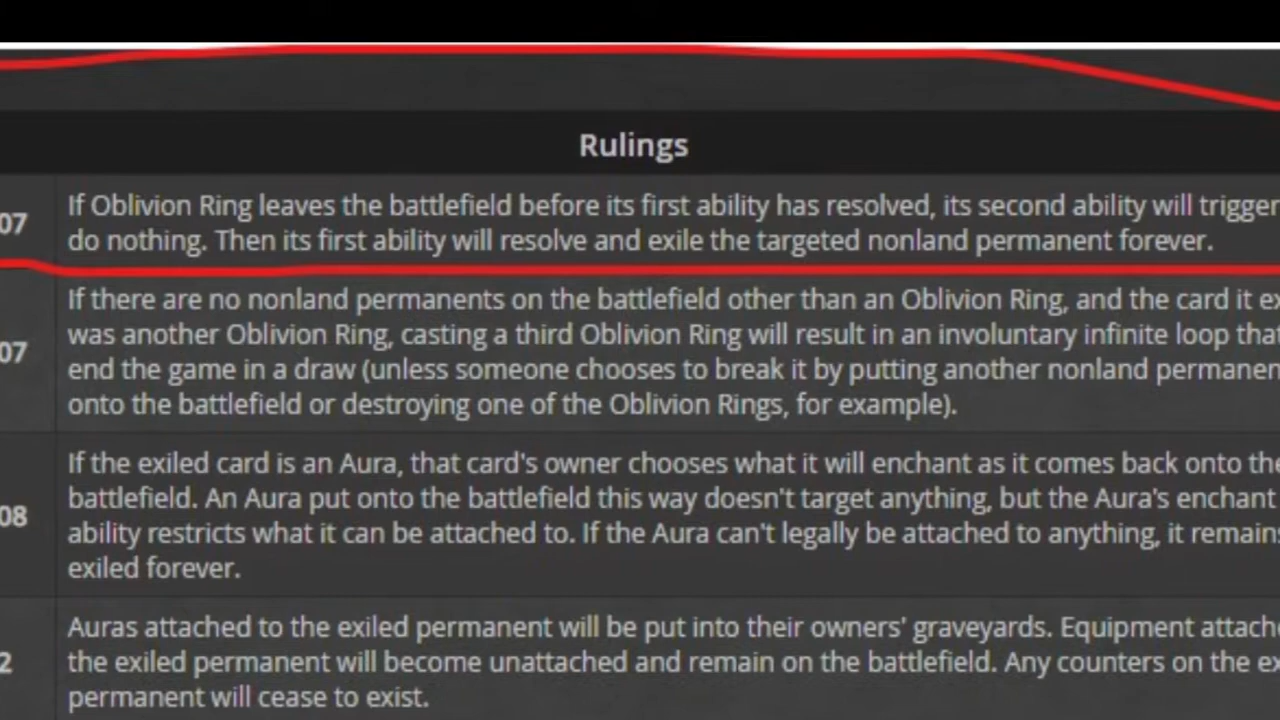 Rulings
07
If Oblivion Ring leaves the battlefield before its first ability has resolved, its second ability will trigger
do nothing. Then its first ability will resolve and exile the targeted nonland permanent forever.
07
If there are no nonland permanents on the battlefield other than an Oblivion Ring, and the card it
was another Oblivion Ring, casting a third Oblivion Ring will result in an involuntary infinite loop that
end the game in a draw (unless someone chooses to break it by putting another nonland
onto the battlefield or destroying one of the Oblivion Rings, for example).
08
If the exiled card is an Aura, that card's owner chooses what it will enchant as it comes back onto the
battlefield. An Aura put onto the battlefield this way doesn't target anything, but the Aura's enchant
ability restricts what it can be attached to. If the Aura can't legally be attached to anything, it remains
exiled forever.
2
Auras attached to the exiled permanent will be put into their owners' graveyards. Equipment
the exiled permanent will become unattached and remain on the battlefield. Any counters on the
permanent will cease to exist.